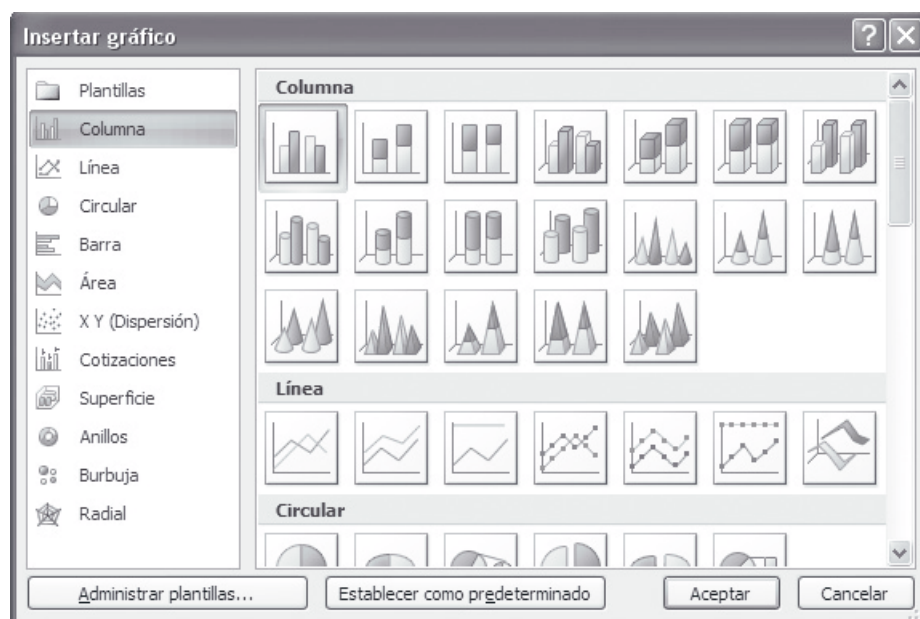 Insertar gráfico
Plantillas
Columna
Línea
Circular
Barra
Área
X Y (Dispersión)
Cotizaciones
Superficie
Anillos
Burbuja
Radial
Columna
Línea
Circular
Administrar plantillas...
Establecer como predeterminado
Aceptar
Cancelar